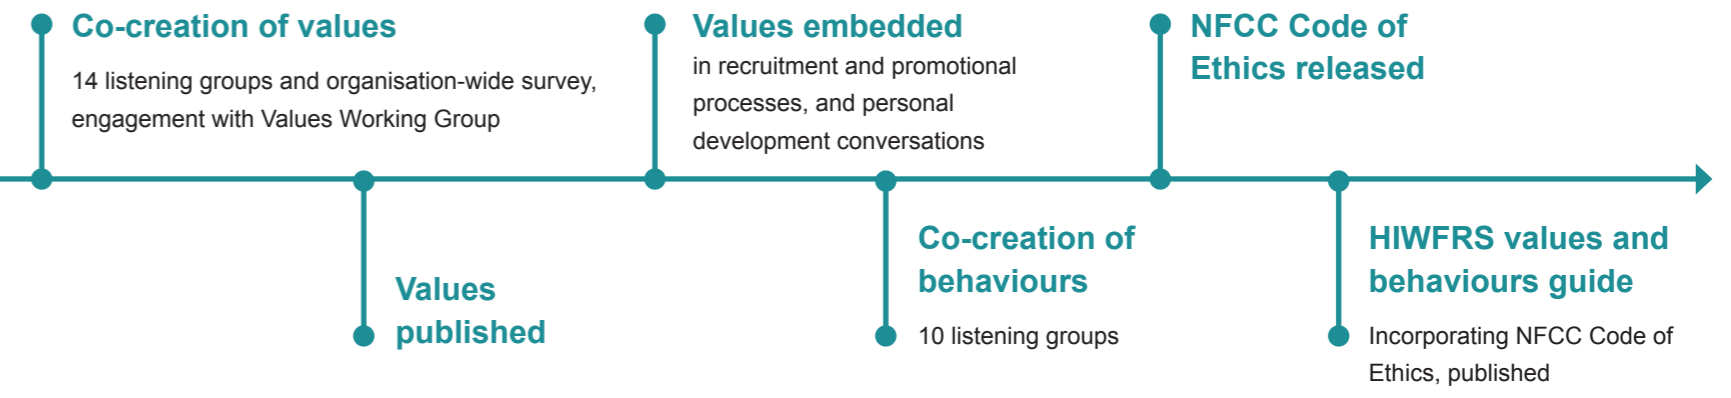 Co-creation of values
14 listening groups and organisation-wide survey,
engagement with Values Working Group
Values
published
Values embedded
in recruitment and promotional
processes, and personal
development conversations
Co-creation of
behaviours
10 listening groups
NFCC Code of
Ethics released
HIWFRS values and
behaviours guide
Incorporating NFCC Code of
Ethics, published